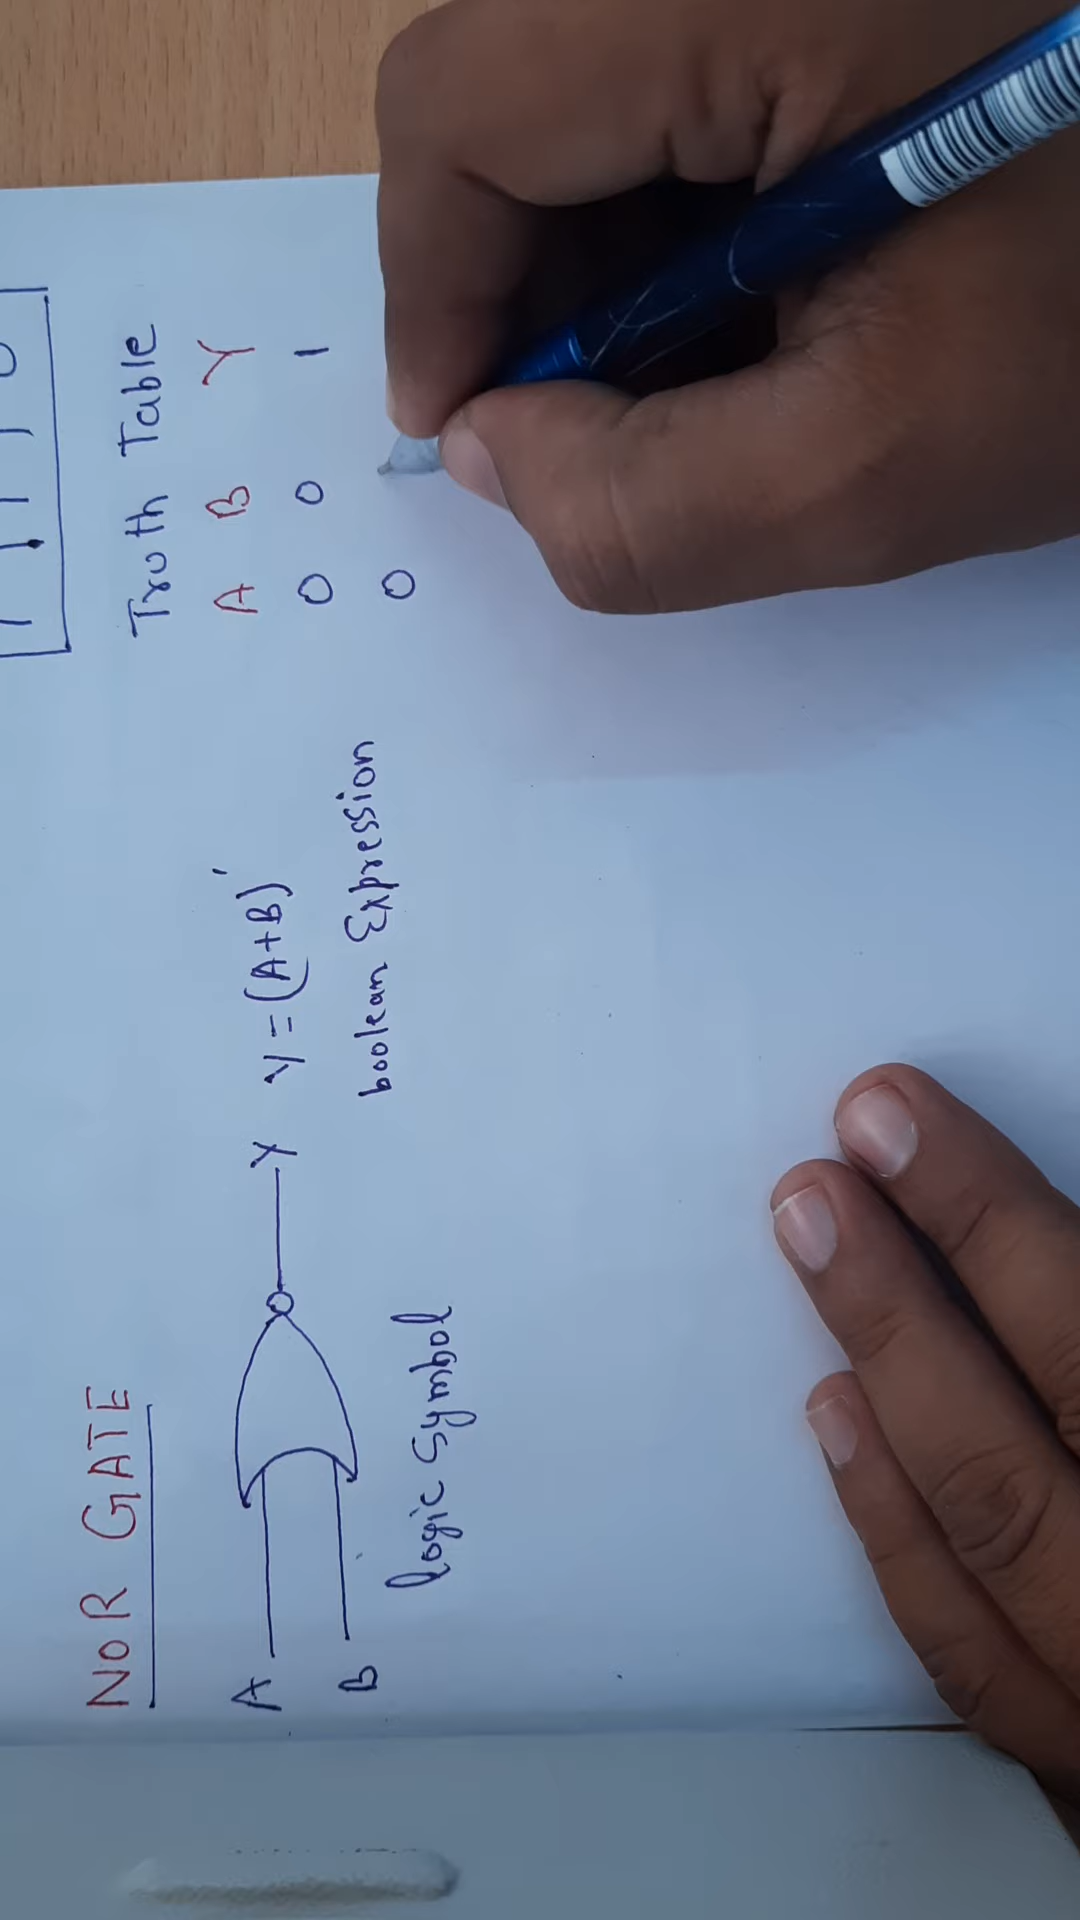 NOR GATE
A
B
Y
Y = (A+B)'
Logic Symbol
boolean Expression
Truth Table
A B Y
0 0 1
0